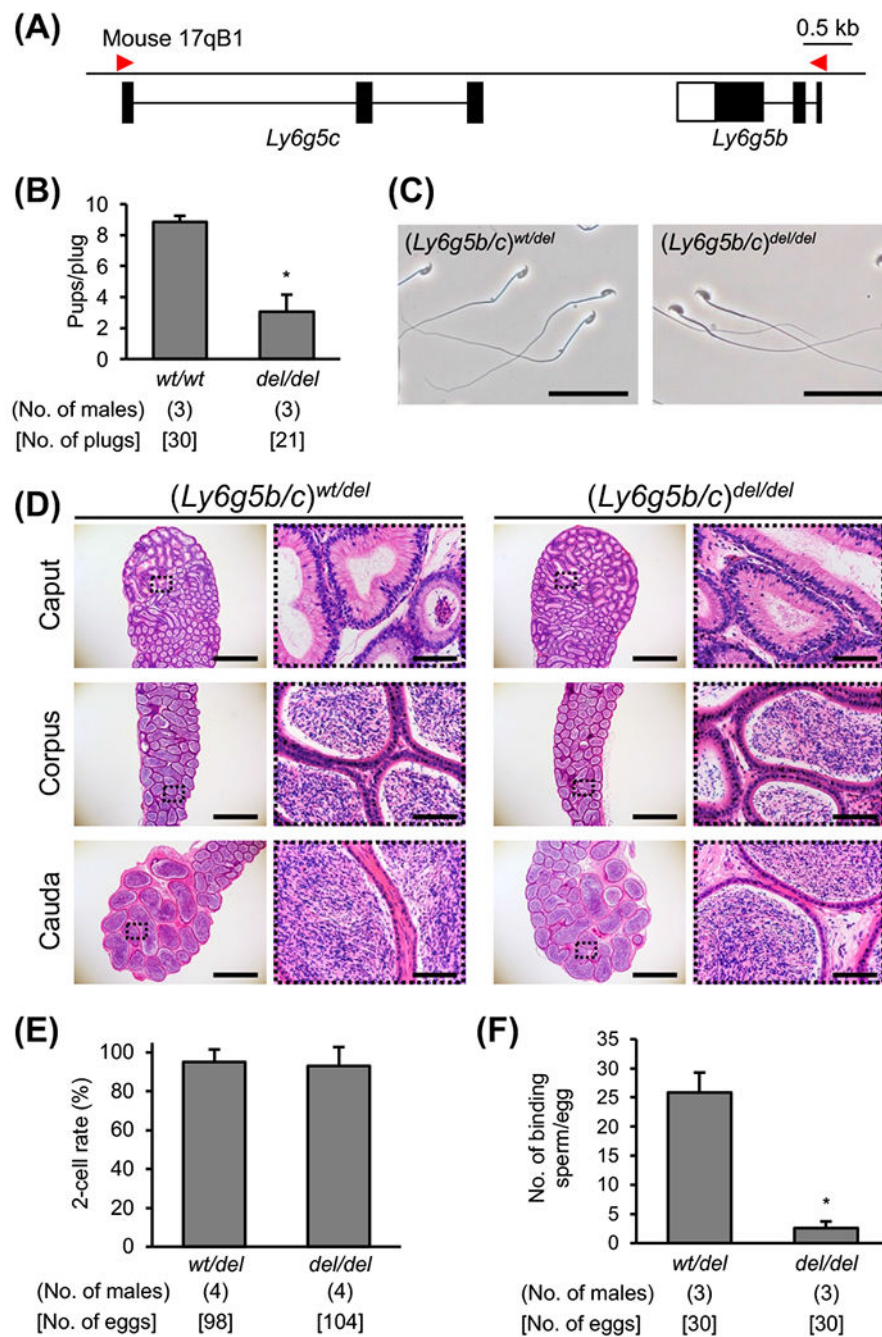 (A)
Mouse 17qB1
0.5 kb
Ly6g5c
Ly6g5b
(B)
Pups/plug
10
8
6
4
2
0
*
wt/wt
del/del
(No. of males)
(3)
(3)
[No. of plugs]
[30]
[21]
(C)
(Ly6g5b/c)wt/del
(Ly6g5b/c)del/del
(D)
(Ly6g5b/c)wt/del
(Ly6g5b/c)del/del
Caput
Corpus
Cauda
(E)
2-cell rate (%)
100
80
60
40
20
0
wt/del
del/del
(No. of males)
(4)
(4)
[No. of eggs]
[98]
[104]
(F)
No. of binding
sperm/egg
35
30
25
20
15
10
5
0
*
wt/del
del/del
(No. of males)
(3)
(3)
[No. of eggs]
[30]
[30]